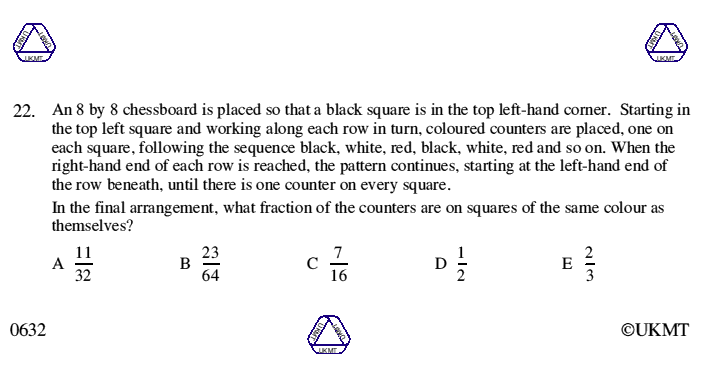 UKMT UKMT UKMT
UKMT UKMT UKMT
22. An 8 by 8 chessboard is placed so that a black square is in the top left-hand corner. Starting in
the top left square and working along each row in turn, coloured counters are placed, one on
each square, following the sequence black, white, red, black, white, red and so on. When the
right-hand end of each row is reached, the pattern continues, starting at the left-hand end of
the row beneath, until there is one counter on every square.
In the final arrangement, what fraction of the counters are on squares of the same colour as
themselves?
A 11/32 B 23/64 C 7/16 D 1/2 E 2/3
0632 UKMT UKMT UKMT ©UKMT